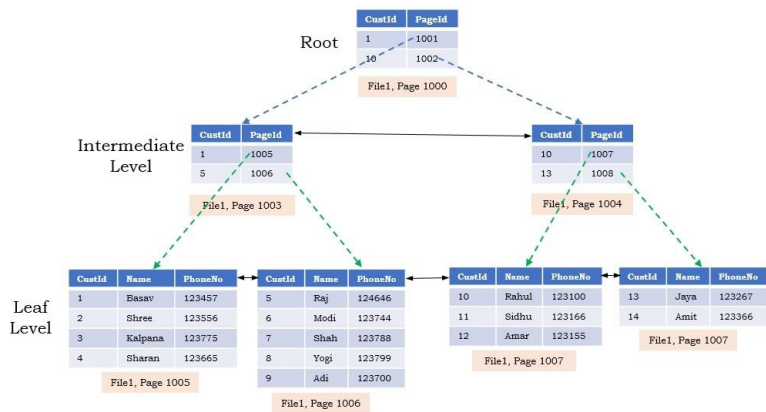 CustId PageId
Root
1 1001
10 1002
File1, Page 1000
CustId PageId
Intermediate
Level
1 1005
5 1006
File1, Page 1003
CustId PageId
10 1007
13 1008
File1, Page 1004
Leaf
Level
CustId Name PhoneNo
1 Basav 123457
2 Shree 123556
3 Kalpana 123775
4 Sharan 123665
File1, Page 1005
CustId Name PhoneNo
5 Raj 124646
6 Modi 123744
7 Shah 123788
8 Yogi 123799
9 Adi 123700
File1, Page 1006
CustId Name PhoneNo
10 Rahul 123100
11 Sidhu 123166
12 Amar 123155
File1, Page 1007
CustId Name PhoneNo
13 Jaya 123267
14 Amit 123366
File1, Page 1007